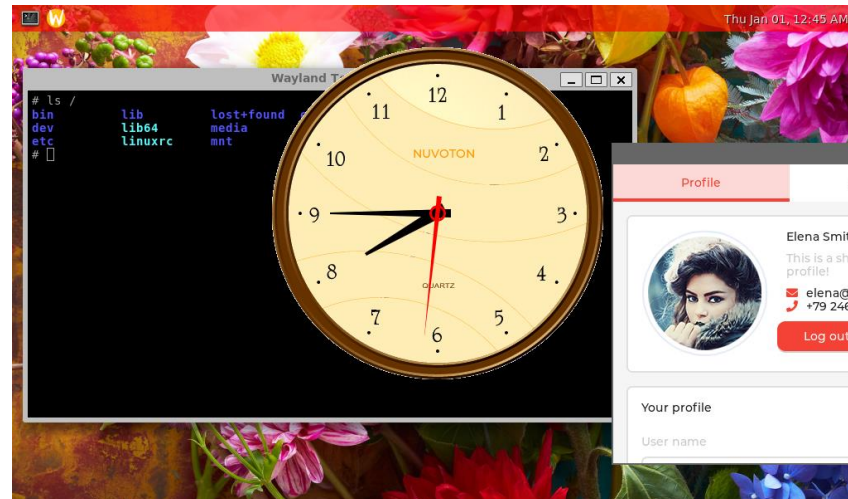 Thu Jan 01, 12:45 AM
Wayland T
# ls /
bin lib lost+found
dev lib64 media
etc linuxrc mnt
#
12
11
1
NUVOTON
10
2
9
3
8
4
QUARTZ
7
5
6
Profile
Elena Smit
This is a sh
profile!
elena@
+79 246
Log out
Your profile
User name